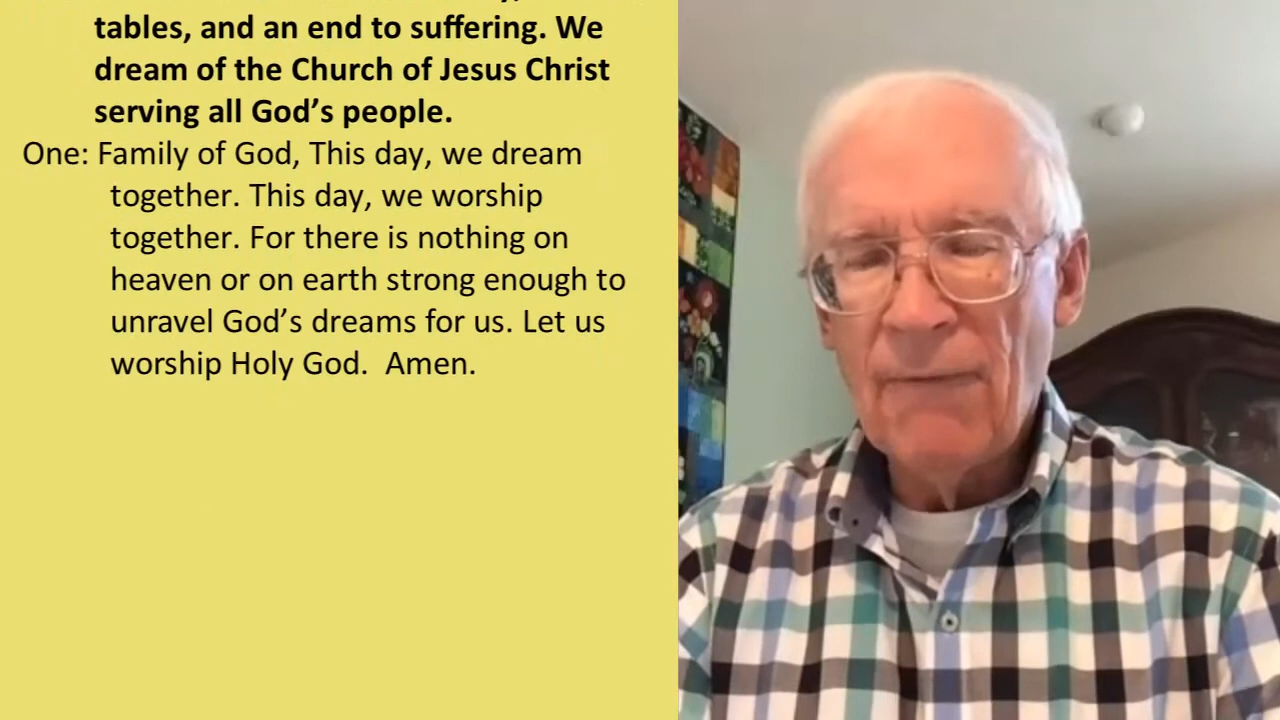 tables, and an end to suffering. We
dream of the Church of Jesus Christ
serving all God’s people.
One: Family of God, This day, we dream
together. This day, we worship
together. For there is nothing on
heaven or on earth strong enough to
unravel God’s dreams for us. Let us
worship Holy God.  Amen.